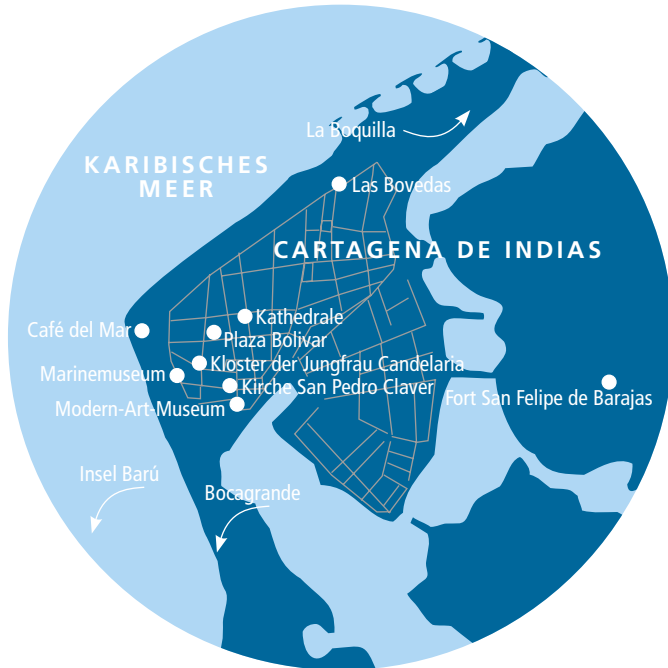 La Boquilla
KARIBISCHES
MEER
Las Bovedas
CARTAGENA DE INDIAS
Kathedrale
Café del Mar
Plaza Bolivar
Kloster der Jungfrau Candelaria
Marinemuseum
Kirche San Pedro Claver
Fort San Felipe de Barajas
Modern-Art-Museum
Insel Barú
Bocagrande